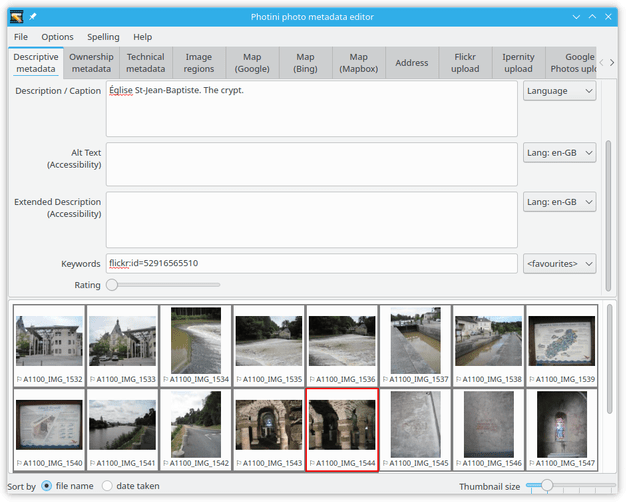 Photini photo metadata editor
File Options Spelling Help
Descriptive metadata
Ownership metadata
Technical metadata
Image regions
Map (Google)
Map (Bing)
Map (Mapbox)
Address
Flickr upload
Ipernity upload
Google Photos uplo
Description / Caption
Église St-Jean-Baptiste. The crypt.
Language
Alt Text
(Accessibility)
Lang: en-GB
Extended Description
(Accessibility)
Lang: en-GB
Keywords
flickr:id=52916565510
<favourites>
Rating
A1100_IMG_1532 A1100_IMG_1533 A1100_IMG_1534 A1100_IMG_1535 A1100_IMG_1536 A1100_IMG_1537 A1100_IMG_1538 A1100_IMG_1539
A1100_IMG_1540 A1100_IMG_1541 A1100_IMG_1542 A1100_IMG_1543 A1100_IMG_1544 A1100_IMG_1545 A1100_IMG_1546 A1100_IMG_1547
Sort by file name date taken Thumbnail size